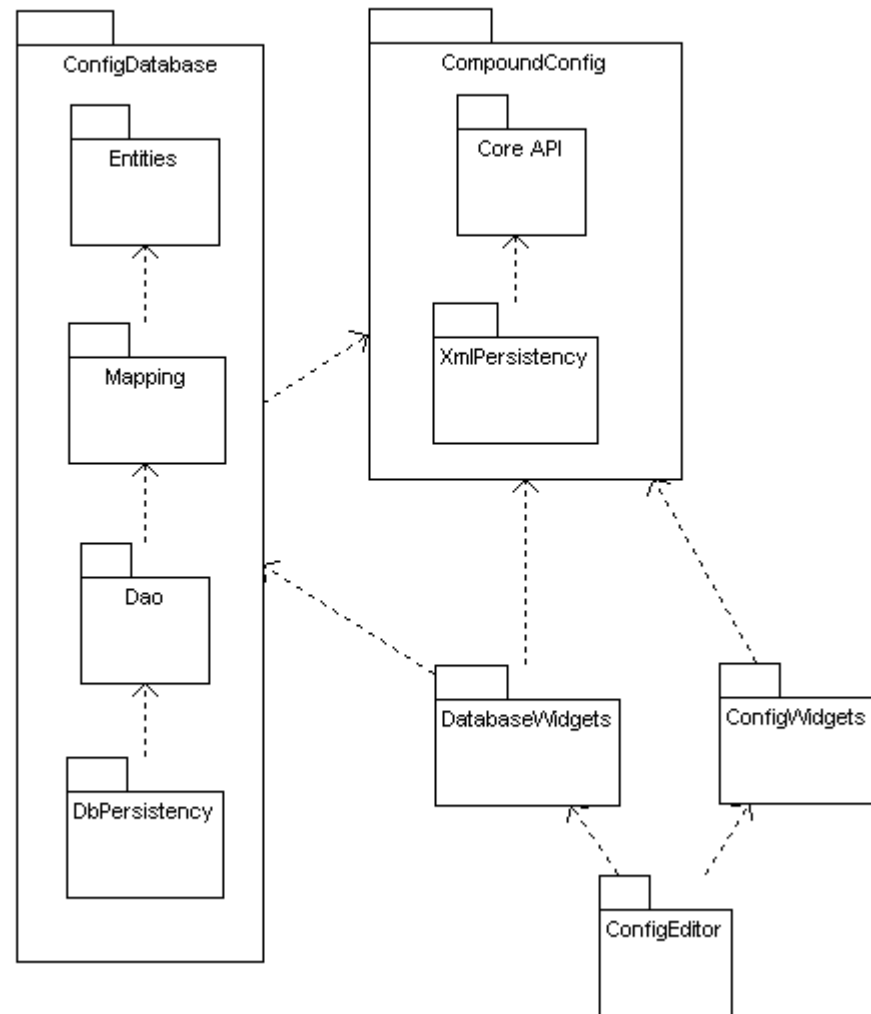 ConfigDatabase
Entities
Mapping
Dao
DbPersistency
CompoundConfig
Core API
XmlPersistency
DatabaseWidgets
ConfigWidgets
ConfigEditor